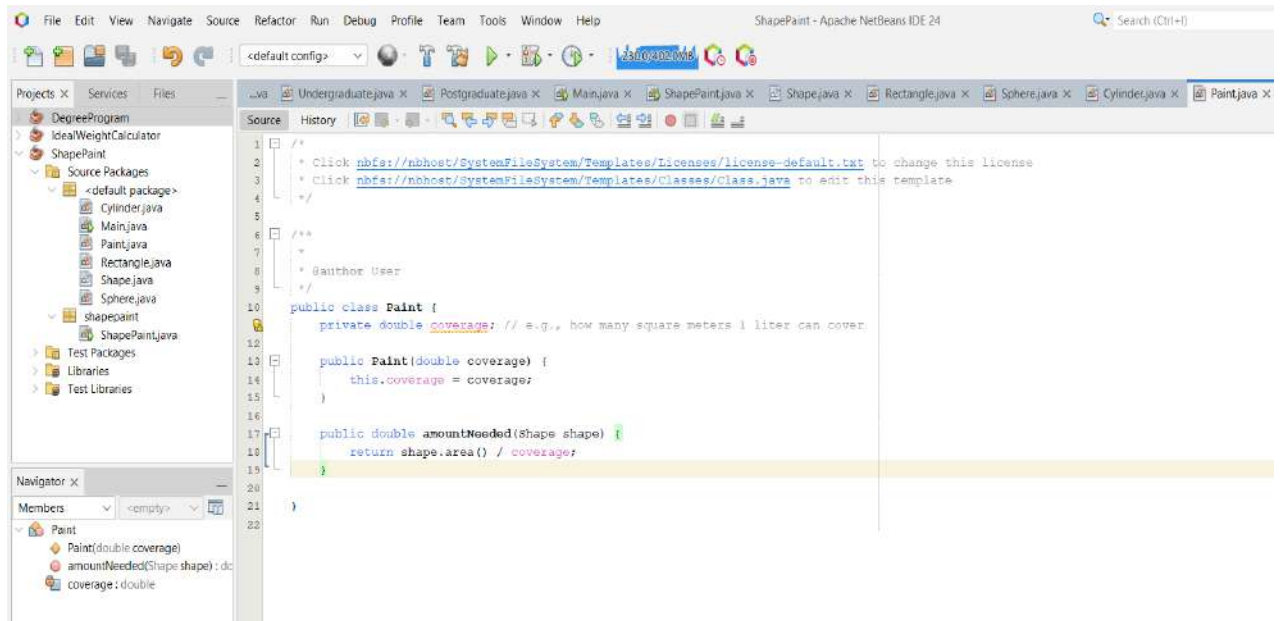 File Edit View Navigate Source Refactor Run Debug Profile Team Tools Window Help
ShapePaint - Apache NetBeans IDE 24
Search (Ctrl+I)
<default config>
Projects Services Files
...va Undergraduate.java Postgraduate.java Main.java ShapePaint.java Shape.java Rectangle.java Sphere.java Cylinder.java Paint.java
DegreeProgram
IdealWeightCalculator
ShapePaint
Source Packages
<default package>
Cylinder.java
Main.java
Paint.java
Rectangle.java
Shape.java
Sphere.java
shapepaint
ShapePaint.java
Test Packages
Libraries
Test Libraries
Source History
1 /*
2 * Click nbfs://nbhost/SystemFileSystem/Templates/Licenses/license-default.txt to change this license
3 * Click nbfs://nbhost/SystemFileSystem/Templates/Classes/Class.java to edit this template
4 */
5
6 /**
7 *
8 * @author User
9 */
10 public class Paint {
private double coverage; // e.g., how many square meters 1 liter can cover
12
13 public Paint(double coverage) {
14 this.coverage = coverage;
15 }
16
17 public double amountNeeded(Shape shape) {
18 return shape.area() / coverage;
19 }
20
21 }
22
Navigator
Members <empty>
Paint
Paint(double coverage)
amountNeeded(Shape shape) : dc
coverage : double